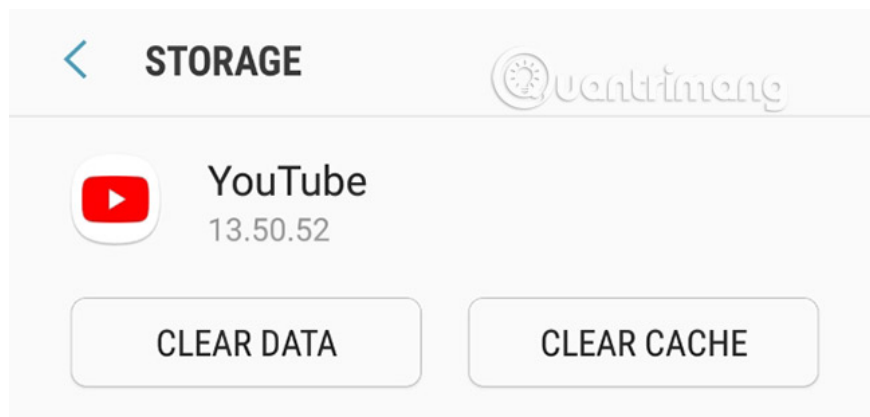 STORAGE
Quantrimang
YouTube
13.50.52
CLEAR DATA
CLEAR CACHE